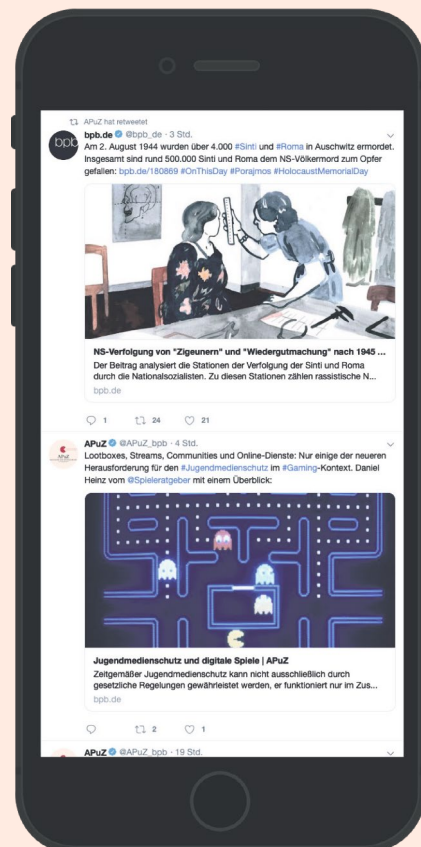 APuZ hat retweetet
bpb
bpb.de @bpb_de · 3 Std.
Am 2. August 1944 wurden über 4.000 #Sinti und #Roma in Auschwitz ermordet.
Insgesamt sind rund 500.000 Sinti und Roma dem NS-Völkermord zum Opfer
gefallen: bpb.de/180869 #OnThisDay #Porajmos #HolocaustMemorialDay
NS-Verfolgung von "Zigeunern" und "Wiedergutmachung" nach 1945 ...
Der Beitrag analysiert die Stationen der Verfolgung der Sinti und Roma
durch die Nationalsozialisten. Zu diesen Stationen zählen rassistische N...
bpb.de
1 24 21
APuZ
APuZ @APuZ_bpb · 4 Std.
Lootboxes, Streams, Communities und Online-Dienste: Nur einige der neueren
Herausforderung für den #Jugendmedienschutz im #Gaming-Kontext. Daniel
Heinz vom @Spieleratgeber mit einem Überblick:
Jugendmedienschutz und digitale Spiele | APuZ
Zeitgemäßer Jugendmedienschutz kann nicht ausschließlich durch
gesetzliche Regelungen gewährleistet werden, er funktioniert nur im Zus...
bpb.de
2 1
APuZ @APuZ_bpb · 19 Std.